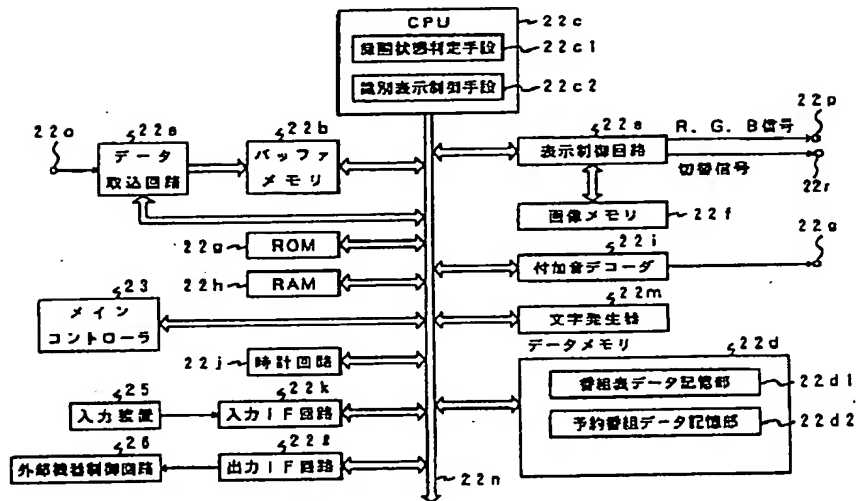 CPU
22c
録画状態判定手段
22c1
識別表示制御手段
22c2
22o
22a
データ
取込回路
22b
バッファ
メモリ
22e
表示制御回路
R.G.B信号
22p
切替信号
22r
画像メモリ
22f
22g
ROM
22i
付加音デコーダ
22q
22h
RAM
23
メイン
コントローラ
22m
文字発生器
22j
時計回路
データメモリ
22d
番組表データ記憶部
22d1
予約番組データ記憶部
22d2
25
入力装置
22k
入力IF回路
26
外部機器制御回路
22ℓ
出力IF回路
22n